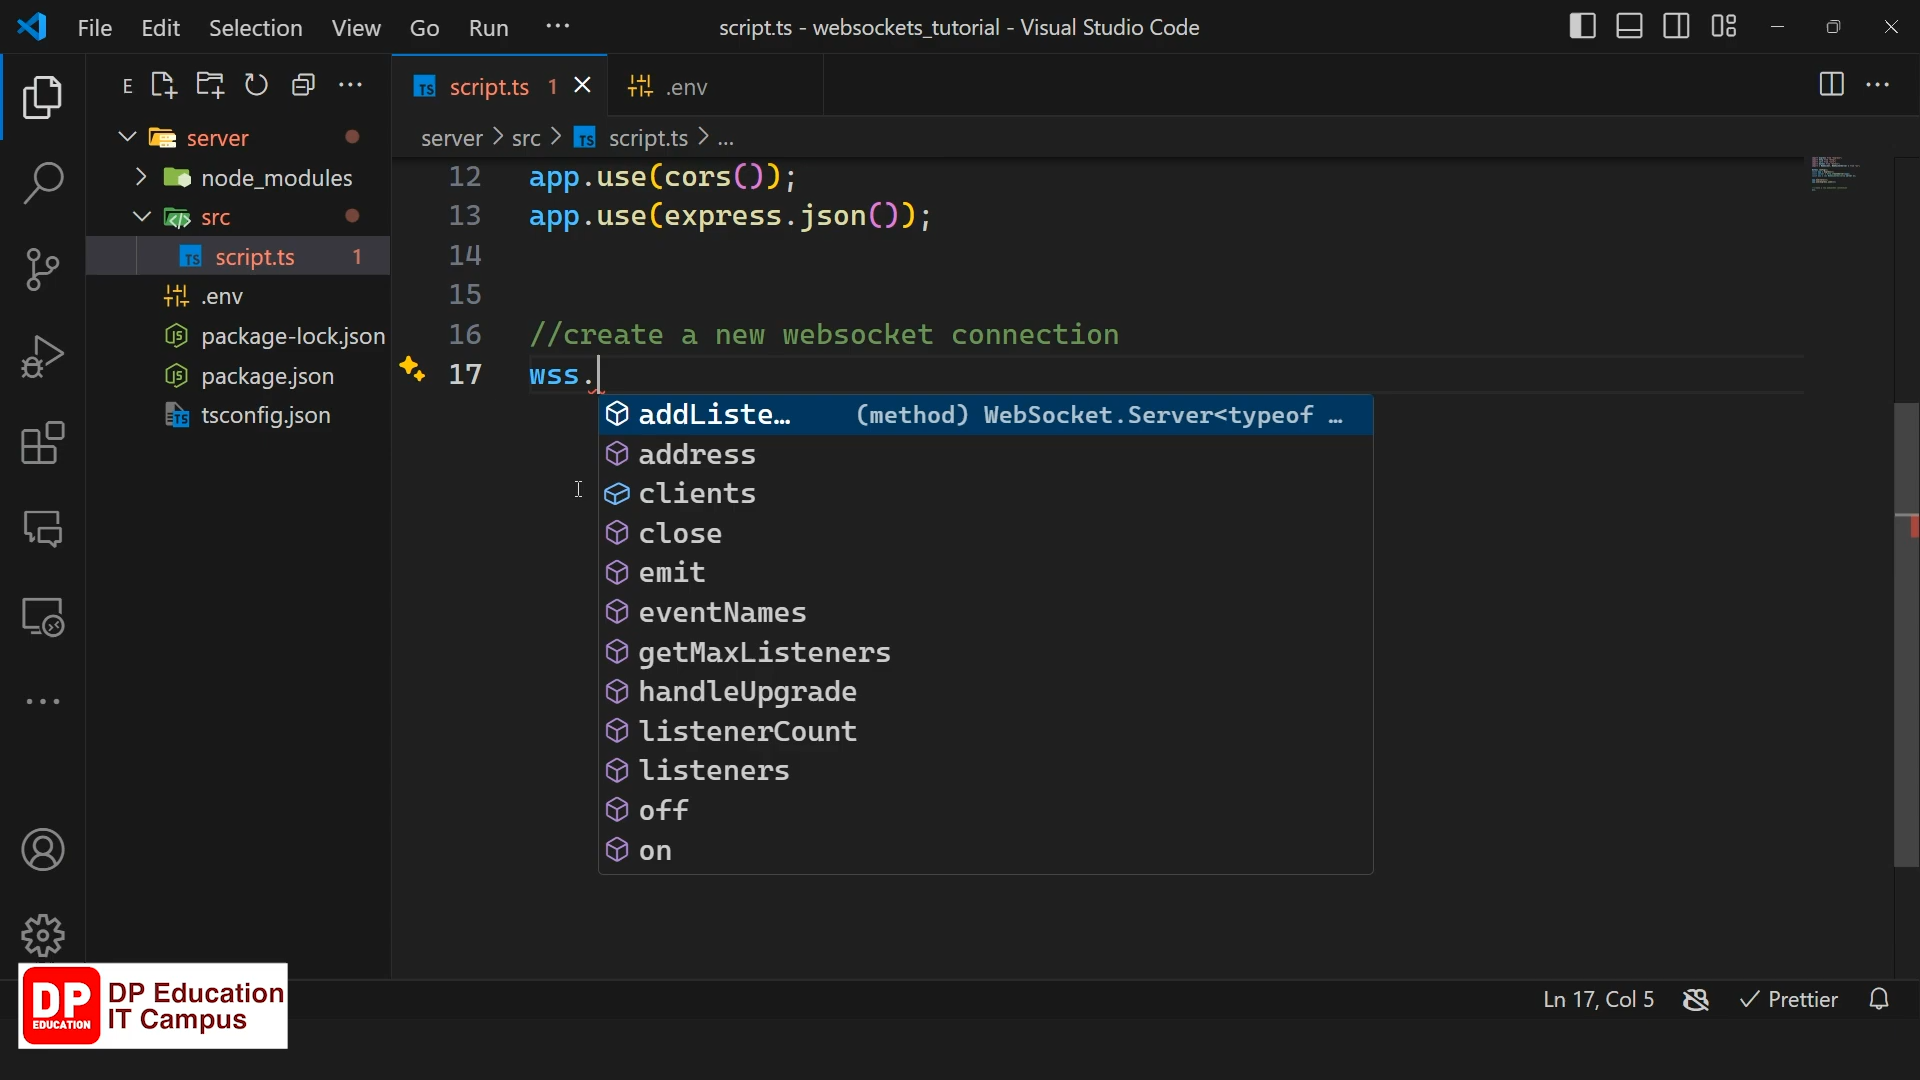 File Edit Selection View Go Run ... script.ts - websockets_tutorial - Visual Studio Code
E
script.ts 1
.env
server > src > TS script.ts > ...
server
node_modules
src
TS script.ts 1
.env
package-lock.json
package.json
tsconfig.json
12 app.use(cors());
13 app.use(express.json());
14
15
16 //create a new websocket connection
17 wss.
addListe… (method) WebSocket.Server<typeof …
address
clients
close
emit
eventNames
getMaxListeners
handleUpgrade
listenerCount
listeners
off
on
DP EDUCATION
DP Education
IT Campus
Ln 17, Col 5 Prettier